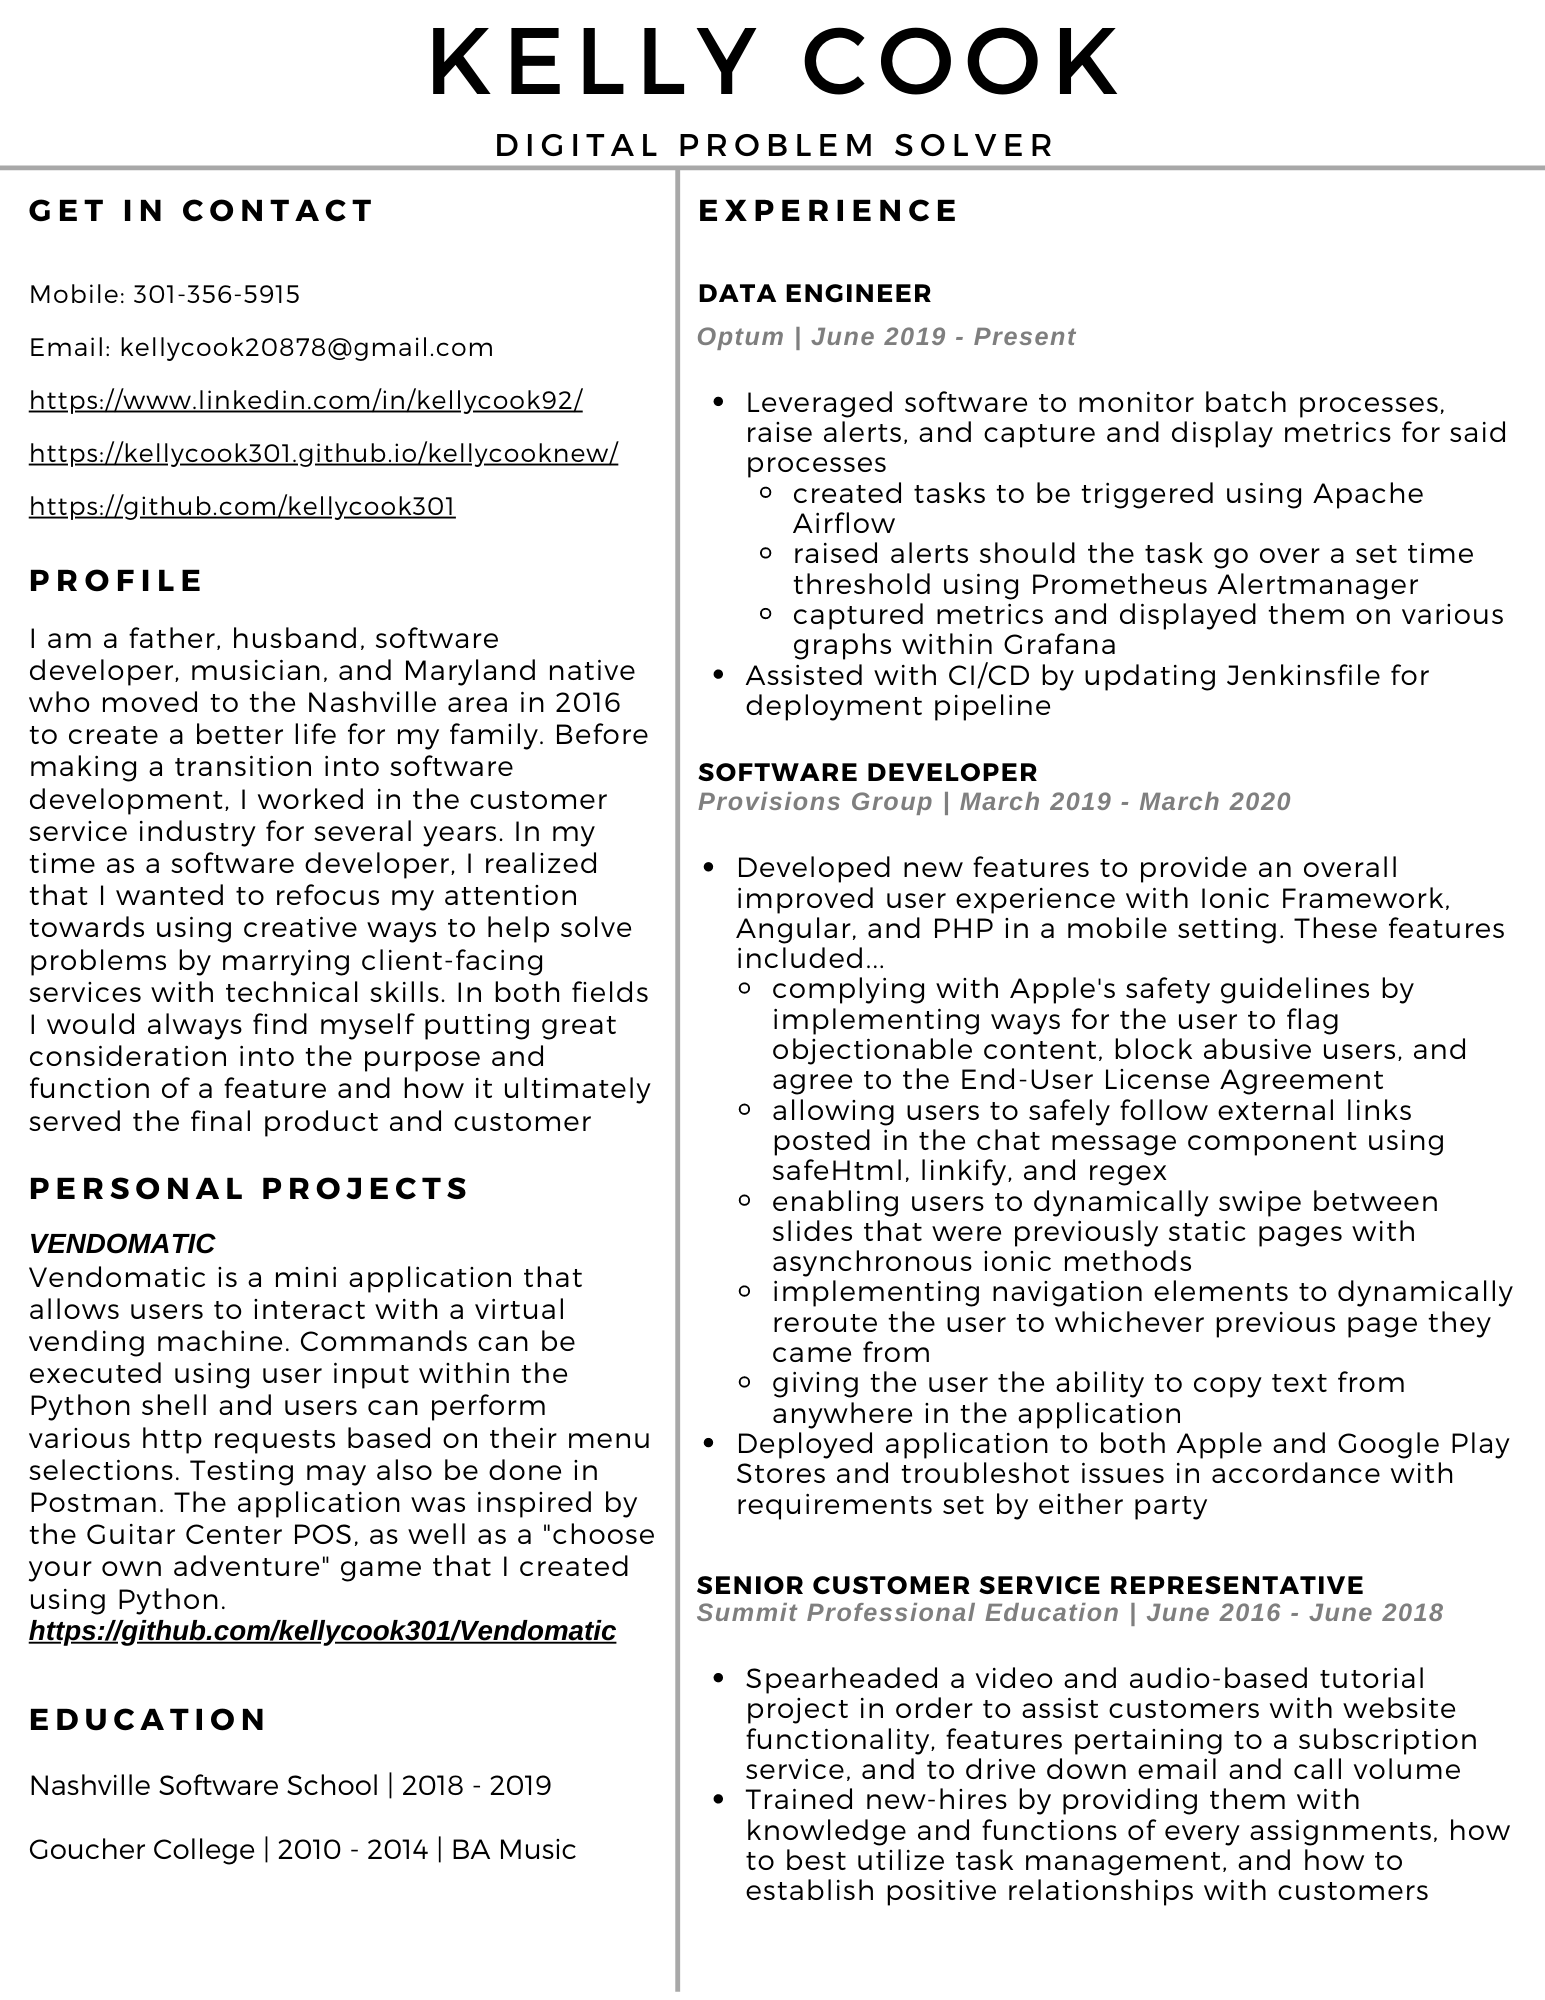 KELLY COOK
DIGITAL PROBLEM SOLVER
GET IN CONTACT
Mobile: 301-356-5915
Email: kellycook20878@gmail.com
https://www.linkedin.com/in/kellycook92/
https://kellycook301.github.io/kellycooknew/
https://github.com/kellycook301
PROFILE
I am a father, husband, software
developer, musician, and Maryland native
who moved to the Nashville area in 2016
to create a better life for my family. Before
making a transition into software
development, I worked in the customer
service industry for several years. In my
time as a software developer, I realized
that I wanted to refocus my attention
towards using creative ways to help solve
problems by marrying client-facing
services with technical skills. In both fields
I would always find myself putting great
consideration into the purpose and
function of a feature and how it ultimately
served the final product and customer
PERSONAL PROJECTS
VENDOMATIC
Vendomatic is a mini application that
allows users to interact with a virtual
vending machine. Commands can be
executed using user input within the
Python shell and users can perform
various http requests based on their menu
selections. Testing may also be done in
Postman. The application was inspired by
the Guitar Center POS, as well as a "choose
your own adventure" game that I created
using Python.
https://github.com/kellycook301/Vendomatic
EDUCATION
Nashville Software School | 2018 - 2019
Goucher College | 2010 - 2014 | BA Music
EXPERIENCE
DATA ENGINEER
Optum | June 2019 - Present
• Leveraged software to monitor batch processes,
raise alerts, and capture and display metrics for said
processes
○ created tasks to be triggered using Apache
Airflow
○ raised alerts should the task go over a set time
threshold using Prometheus Alertmanager
○ captured metrics and displayed them on various
graphs within Grafana
• Assisted with CI/CD by updating Jenkinsfile for
deployment pipeline
SOFTWARE DEVELOPER
Provisions Group | March 2019 - March 2020
• Developed new features to provide an overall
improved user experience with Ionic Framework,
Angular, and PHP in a mobile setting. These features
included...
○ complying with Apple's safety guidelines by
implementing ways for the user to flag
objectionable content, block abusive users, and
agree to the End-User License Agreement
○ allowing users to safely follow external links
posted in the chat message component using
safeHtml, linkify, and regex
○ enabling users to dynamically swipe between
slides that were previously static pages with
asynchronous ionic methods
○ implementing navigation elements to dynamically
reroute the user to whichever previous page they
came from
○ giving the user the ability to copy text from
anywhere in the application
• Deployed application to both Apple and Google Play
Stores and troubleshot issues in accordance with
requirements set by either party
SENIOR CUSTOMER SERVICE REPRESENTATIVE
Summit Professional Education | June 2016 - June 2018
• Spearheaded a video and audio-based tutorial
project in order to assist customers with website
functionality, features pertaining to a subscription
service, and to drive down email and call volume
• Trained new-hires by providing them with
knowledge and functions of every assignments, how
to best utilize task management, and how to
establish positive relationships with customers